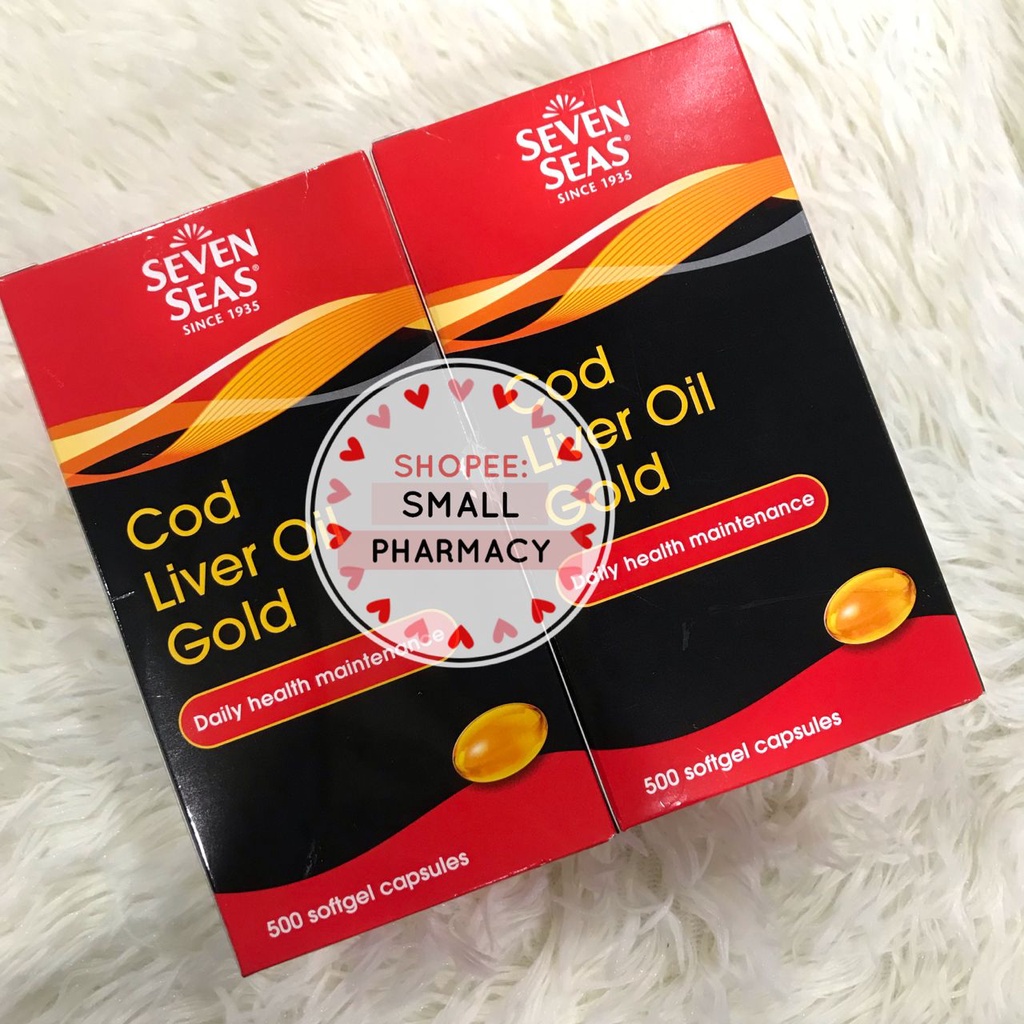 SEVEN
SEAS®
SINCE 1935
Cod
Liver Oil
Gold
Daily health maintenance
500 softgel capsules
SEVEN
SEAS®
SINCE 1935
Cod
Liver Oil
Gold
Daily health maintenance
500 softgel capsules
SHOPEE:
SMALL
PHARMACY